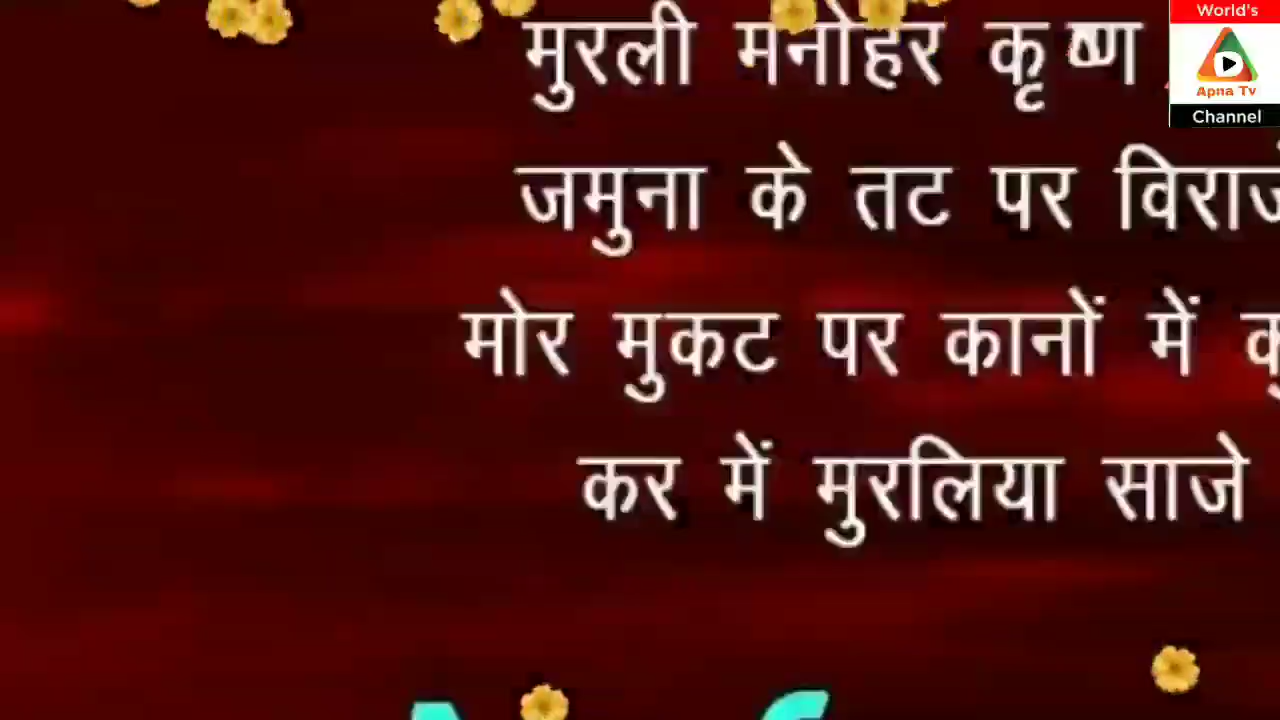 World's
Apna Tv
Channel
मुरली मनोहर कृष्ण
जमुना के तट पर
मोर मुकट पर कानों में
कर में मुरलिया साजे